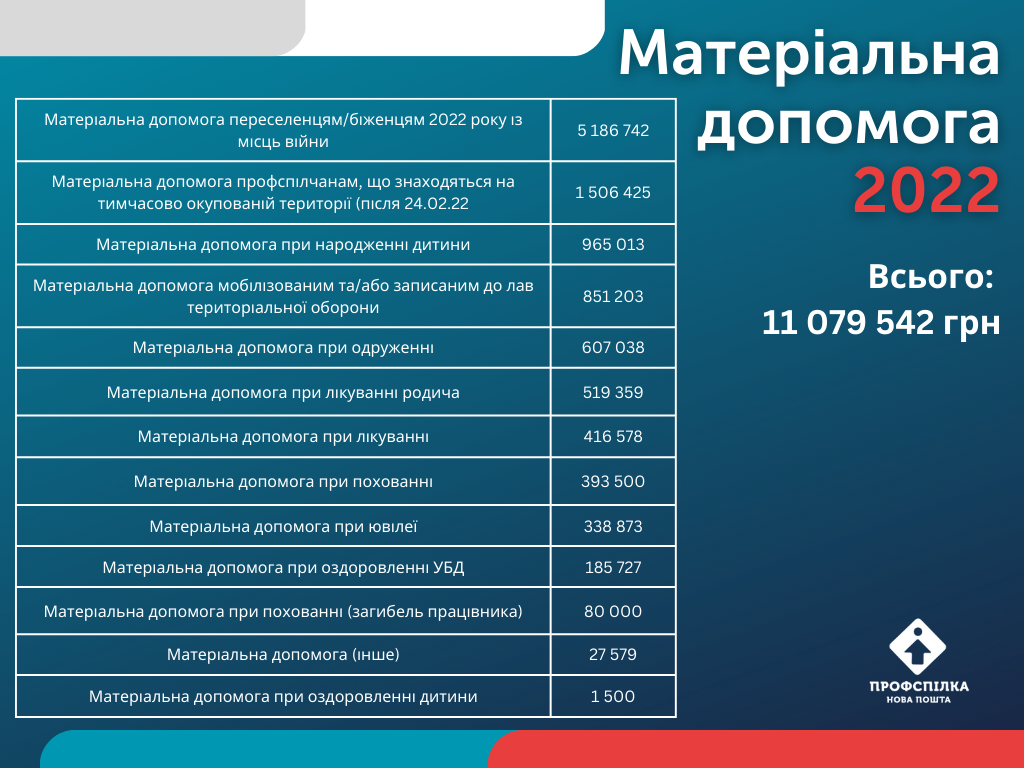 Матеріальна
допомога
2022
Всього:
11 079 542 грн
Матеріальна допомога переселенцям/біженцям 2022 року із
місць війни
5 186 742
Матеріальна допомога профспілчанам, що знаходяться на
тимчасово окупованій території (після 24.02.22
1 506 425
Матеріальна допомога при народженні дитини
965 013
Матеріальна допомога мобілізованим та/або записаним до лав
територіальної оборони
851 203
Матеріальна допомога при одруженні
607 038
Матеріальна допомога при лікуванні родича
519 359
Матеріальна допомога при лікуванні
416 578
Матеріальна допомога при похованні
393 500
Матеріальна допомога при ювілеї
338 873
Матеріальна допомога при оздоровленні УБД
185 727
Матеріальна допомога при похованні (загибель працівника)
80 000
Матеріальна допомога (інше)
27 579
Матеріальна допомога при оздоровленні дитини
1 500
ПРОФСПІЛКА
НОВА ПОШТА